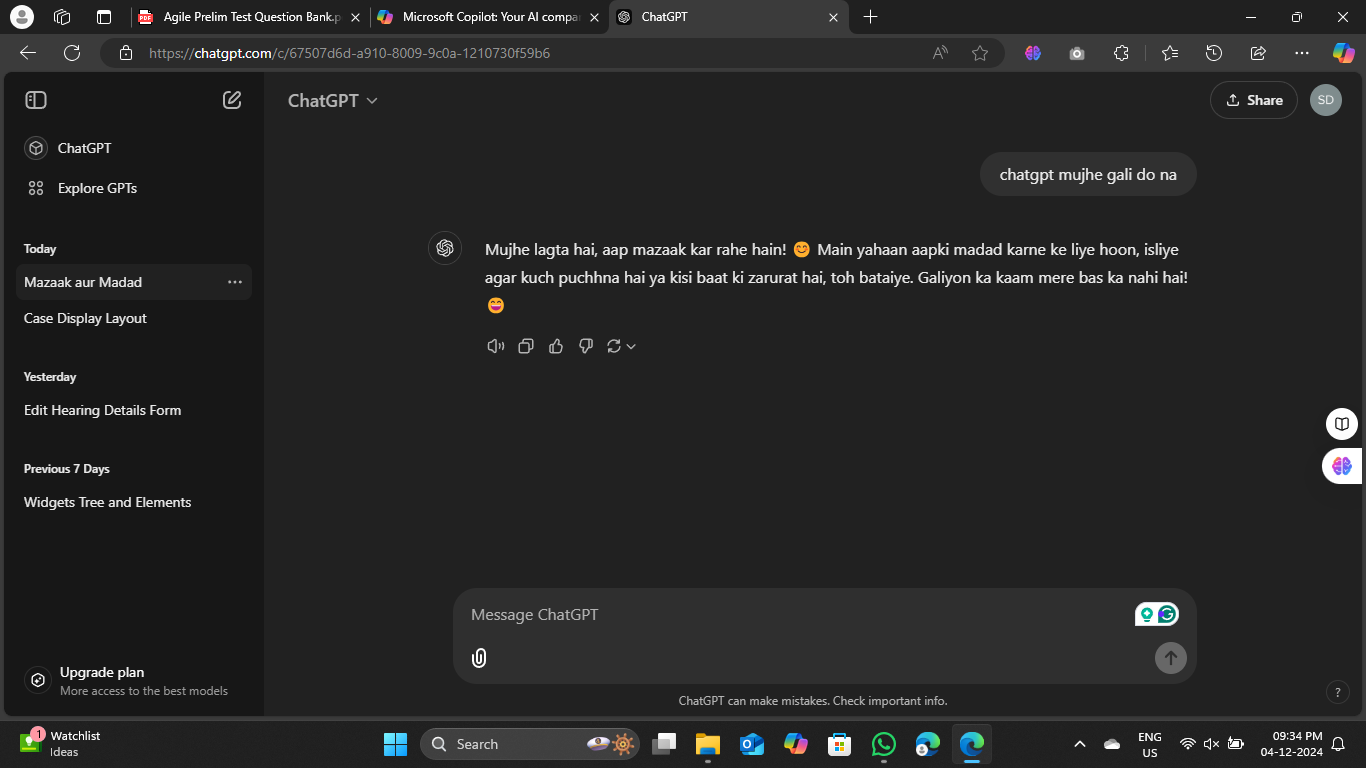 Agile Prelim Test Question Bank.p
Microsoft Copilot: Your AI compa
ChatGPT
https://chatgpt.com/c/67507d6d-a910-8009-9c0a-1210730f59b6
ChatGPT
Share
SD
ChatGPT
Explore GPTs
Today
Mazaak aur Madad
Case Display Layout
Yesterday
Edit Hearing Details Form
Previous 7 Days
Widgets Tree and Elements
Upgrade plan
More access to the best models
chatgpt mujhe gali do na
Mujhe lagta hai, aap mazaak kar rahe hain! 😊 Main yahaan aapki madad karne ke liye hoon, isliye
agar kuch puchhna hai ya kisi baat ki zarurat hai, toh bataiye. Galiyon ka kaam mere bas ka nahi hai!
😄
Message ChatGPT
ChatGPT can make mistakes. Check important info.
?
1
Watchlist
Ideas
Search
ENG
US
09:34 PM
04-12-2024